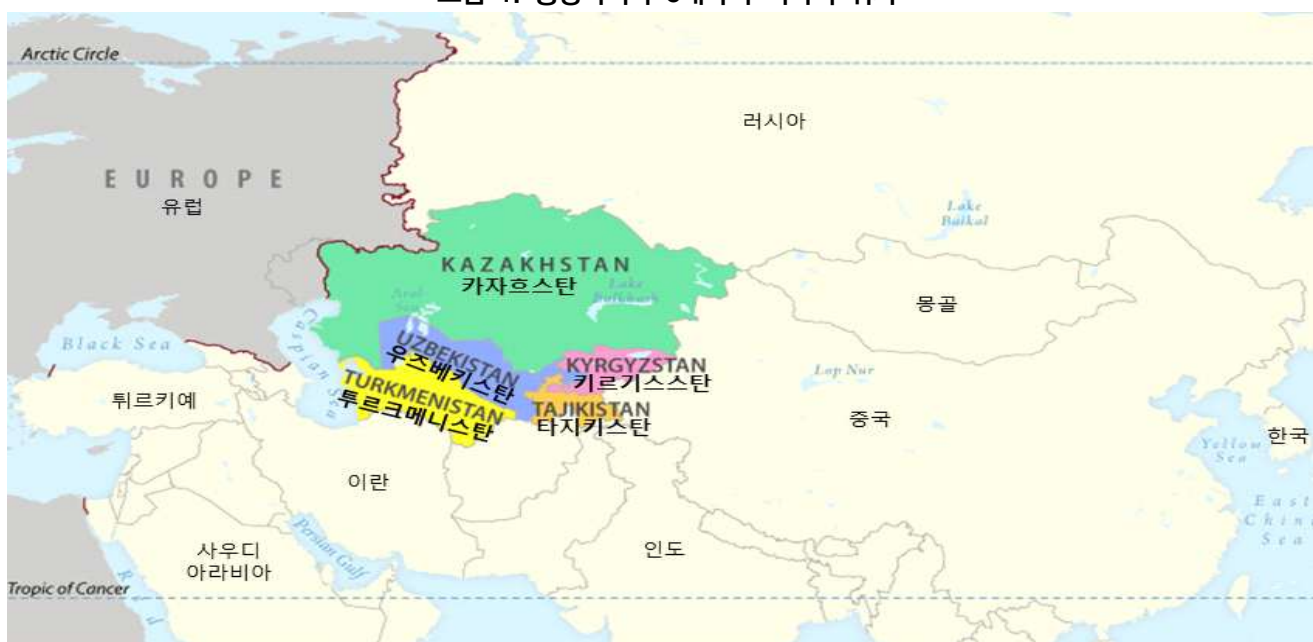 Arctic Circle
러시아
EUROPE
유럽
Lake
Baikal
KAZAKHSTAN
카자흐스탄
Aral
Sea
Lake
Balkhash
몽골
Black Sea
Caspian Sea
UZBEKISTAN
우즈베키스탄
KYRGYZSTAN
키르기스스탄
Lop Nur
튀르키예
TURKMENISTAN
투르크메니스탄
TAJIKISTAN
타지키스탄
중국
Yellow
Sea
한국
이란
East
China
Sea
Persian Gulf
사우디
아라비아
인도
Tropic of Cancer
Red